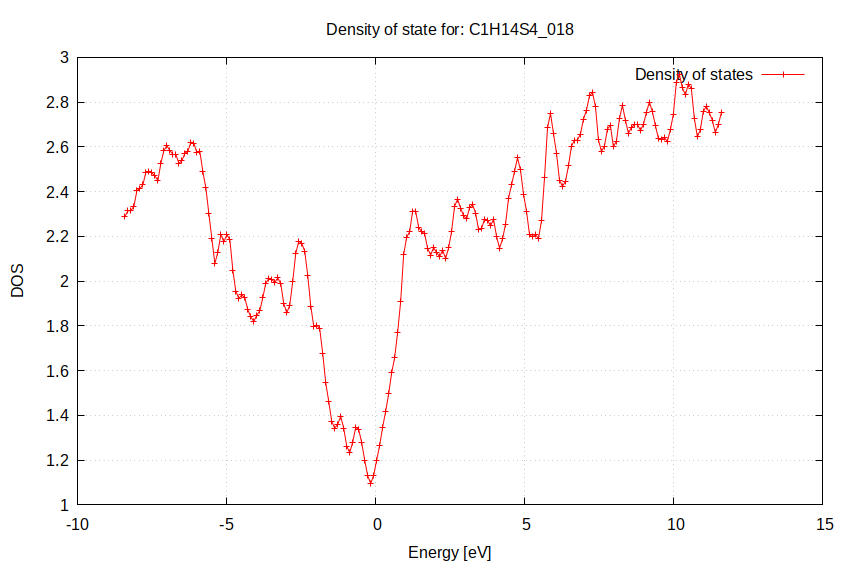 Density of state for: C1H14S4_018
Density of states
3
2.8
2.6
2.4
2.2
2
1.8
1.6
1.4
1.2
1
DOS
-10 -5 0 5 10 15
Energy [eV]